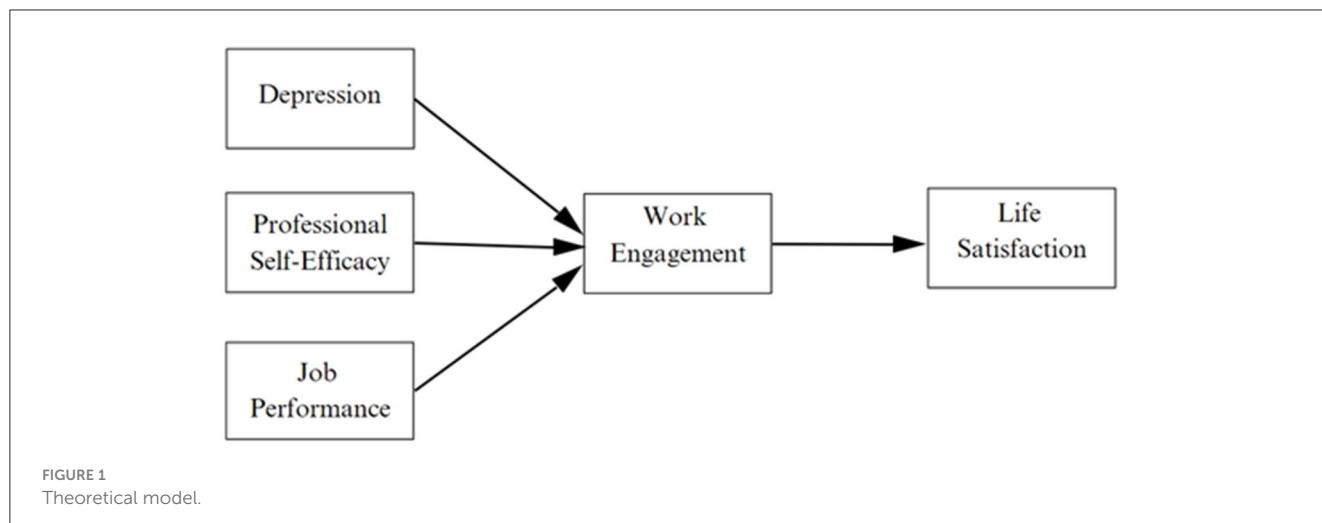 Depression
Professional
Self-Efficacy
Job
Performance
Work
Engagement
Life
Satisfaction
FIGURE 1
Theoretical model.